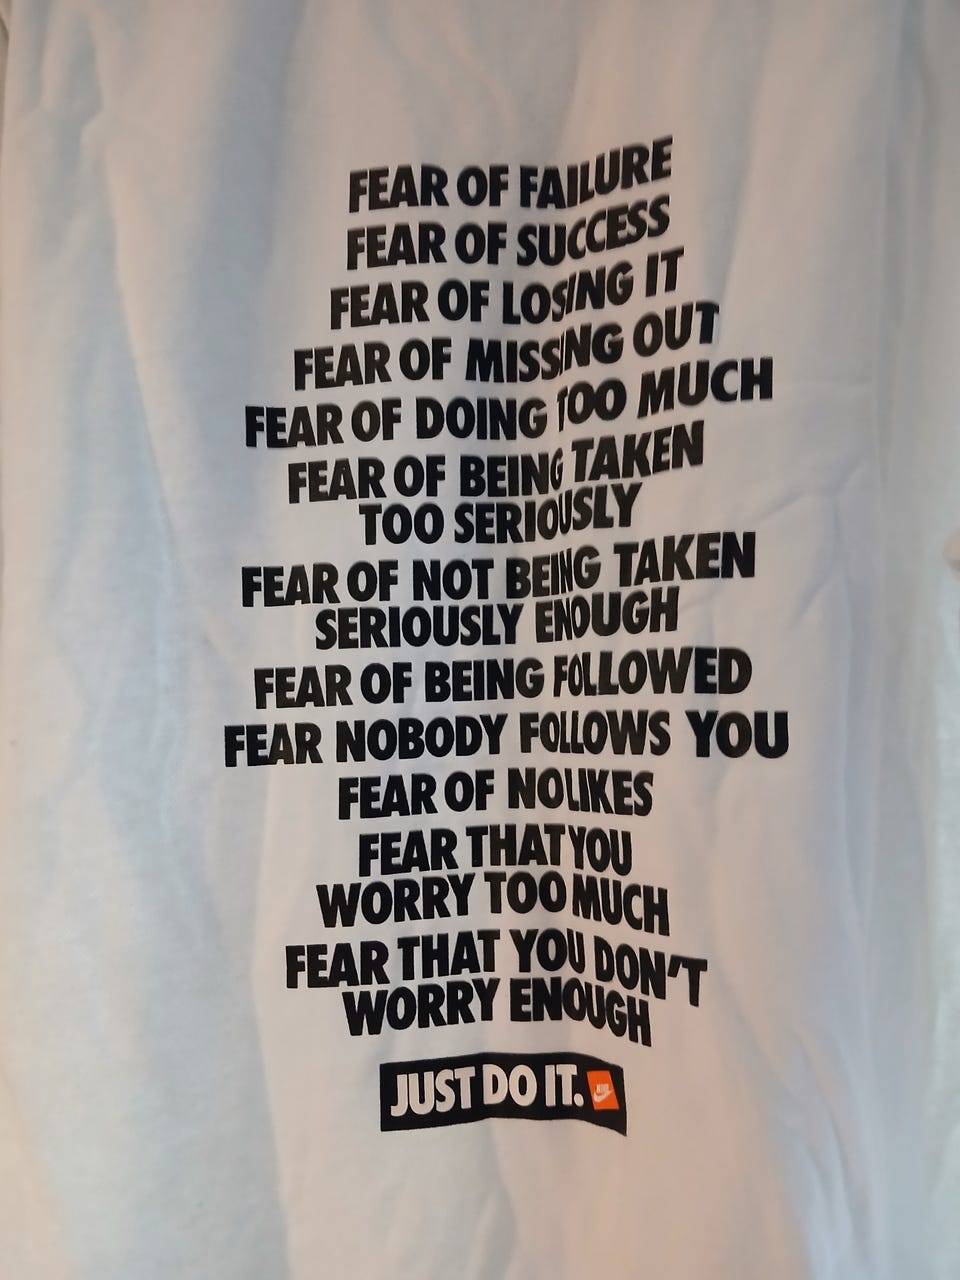 FEAR OF FAILURE
FEAR OF SUCCESS
FEAR OF LOSING IT
FEAR OF MISSING OUT
FEAR OF DOING TOO MUCH
FEAR OF BEING TAKEN
TOO SERIOUSLY
FEAR OF NOT BEING TAKEN
SERIOUSLY ENOUGH
FEAR OF BEING FOLLOWED
FEAR NOBODY FOLLOWS YOU
FEAR OF NO LIKES
FEAR THAT YOU
WORRY TOO MUCH
FEAR THAT YOU DON'T
WORRY ENOUGH
JUST DO IT. NIKE